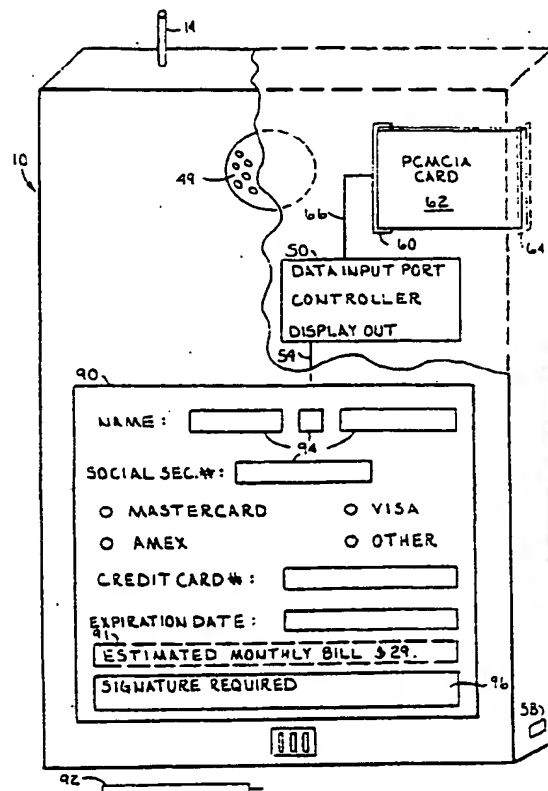 14
10
49
PCMCIA
CARD
62
66
60
64
50
DATA INPUT PORT
CONTROLLER
DISPLAY OUT
54
90
NAME:
94
SOCIAL SEC.#:
MASTERCARD VISA
AMEX OTHER
CREDIT CARD #:
EXPIRATION DATE:
91
ESTIMATED MONTHLY BILL $29.
SIGNATURE REQUIRED
96
58
92